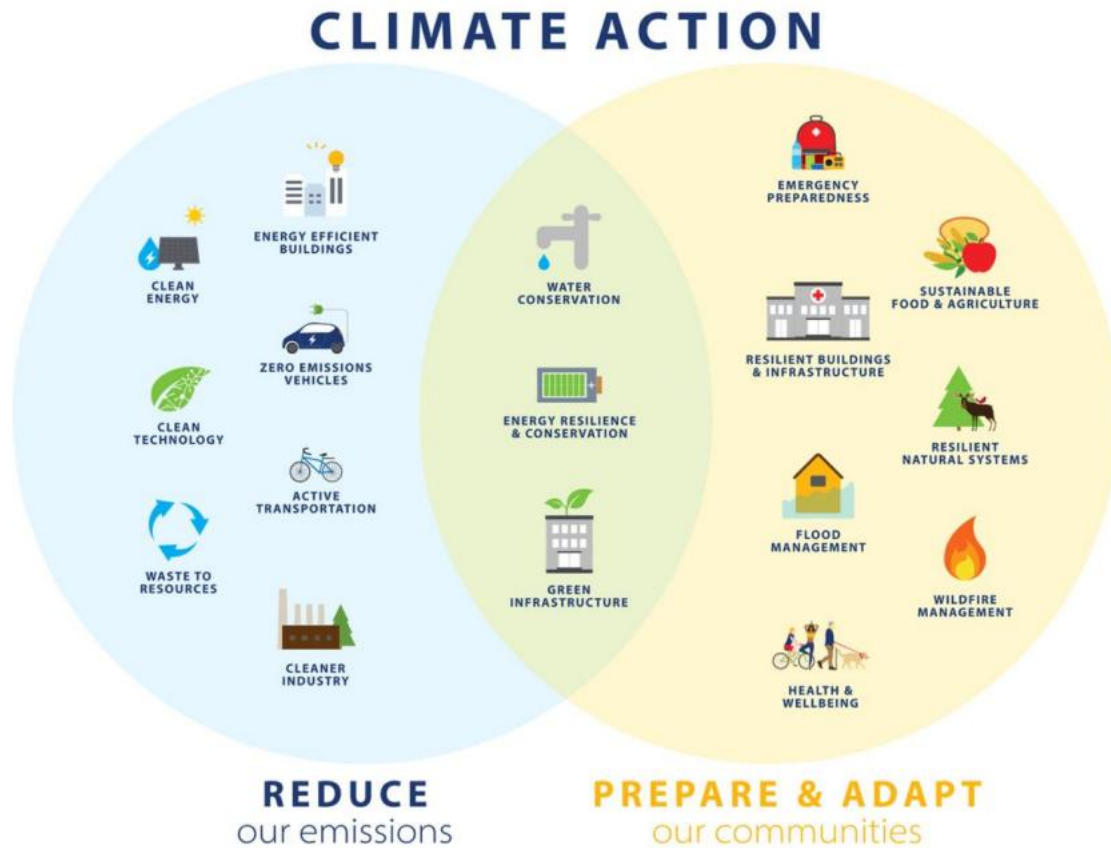 CLIMATE ACTION
ENERGY EFFICIENT
BUILDINGS
CLEAN
ENERGY
ZERO EMISSIONS
VEHICLES
CLEAN
TECHNOLOGY
ACTIVE
TRANSPORTATION
WASTE TO
RESOURCES
CLEANER
INDUSTRY
WATER
CONSERVATION
ENERGY RESILIENCE
& CONSERVATION
GREEN
INFRASTRUCTURE
EMERGENCY
PREPAREDNESS
SUSTAINABLE
FOOD & AGRICULTURE
RESILIENT BUILDINGS
& INFRASTRUCTURE
RESILIENT
NATURAL SYSTEMS
FLOOD
MANAGEMENT
WILDFIRE
MANAGEMENT
HEALTH &
WELLBEING
REDUCE
our emissions
PREPARE & ADAPT
our communities